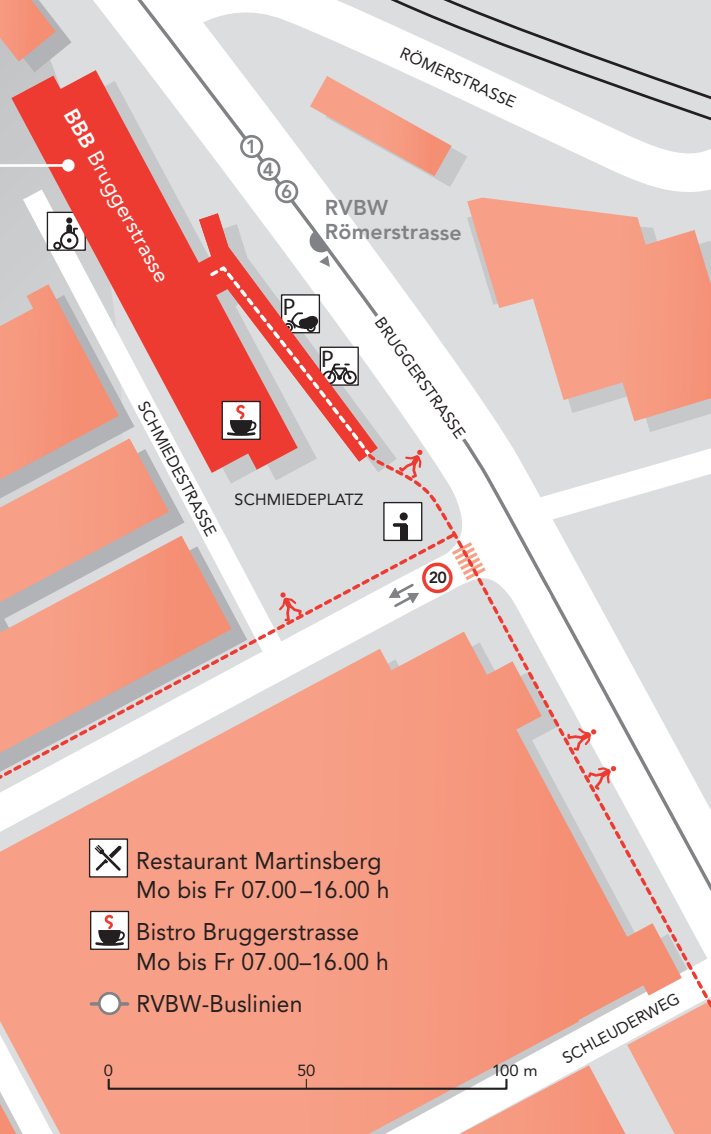 RÖMERSTRASSE
BBB Bruggerstrasse
1
4
6
RVBW
Römerstrasse
P
P
BRUGGERSTRASSE
SCHMIEDESTRASSE
SCHMIEDEPLATZ
20
Restaurant Martinsberg
Mo bis Fr 07.00–16.00 h
Bistro Bruggerstrasse
Mo bis Fr 07.00–16.00 h
RVBW-Buslinien
SCHLEUDERWEG
0 50 100 m